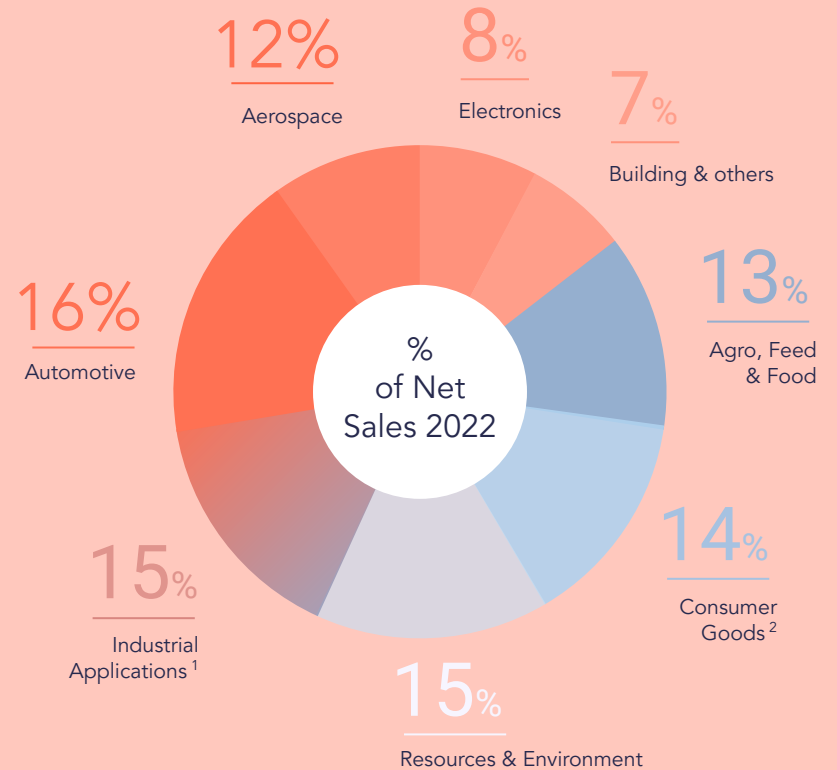 12%
Aerospace
8%
Electronics
7%
Building & others
13%
Agro, Feed
& Food
16%
Automotive
%
of Net
Sales 2022
14%
Consumer
Goods 2
15%
Industrial
Applications 1
15%
Resources & Environment